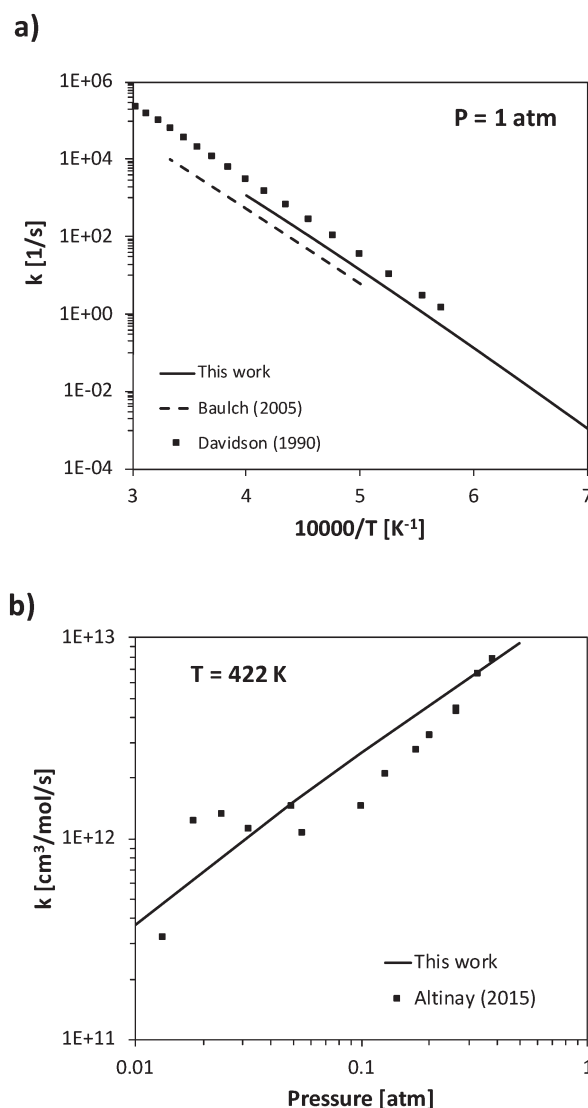 a)
1E+06
P = 1 atm
1E+04
1E+02
k [1/s]
1E+00
This work
1E-02
Baulch (2005)
Davidson (1990)
1E-04
3 4 5 6 7
10000/T [K⁻¹]
b)
1E+13
T = 422 K
k [cm³/mol/s]
1E+12
This work
Altinay (2015)
1E+11
0.01 0.1 1
Pressure [atm]